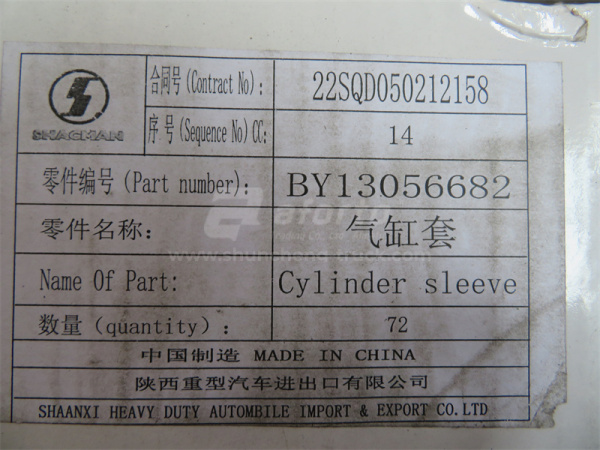 SHACMAN
合同号(Contract No):
22SQD050212158
序号(Sequence No)CC:
14
零件编号(Part number):
BY13056682
零件名称:
气缸套
Name Of Part:
Cylinder sleeve
数量(quantity):
72
中国制造 MADE IN CHINA
陕西重型汽车进出口有限公司
SHAANXI HEAVY DUTY AUTOMBILE IMPORT & EXPORT CO.LTD